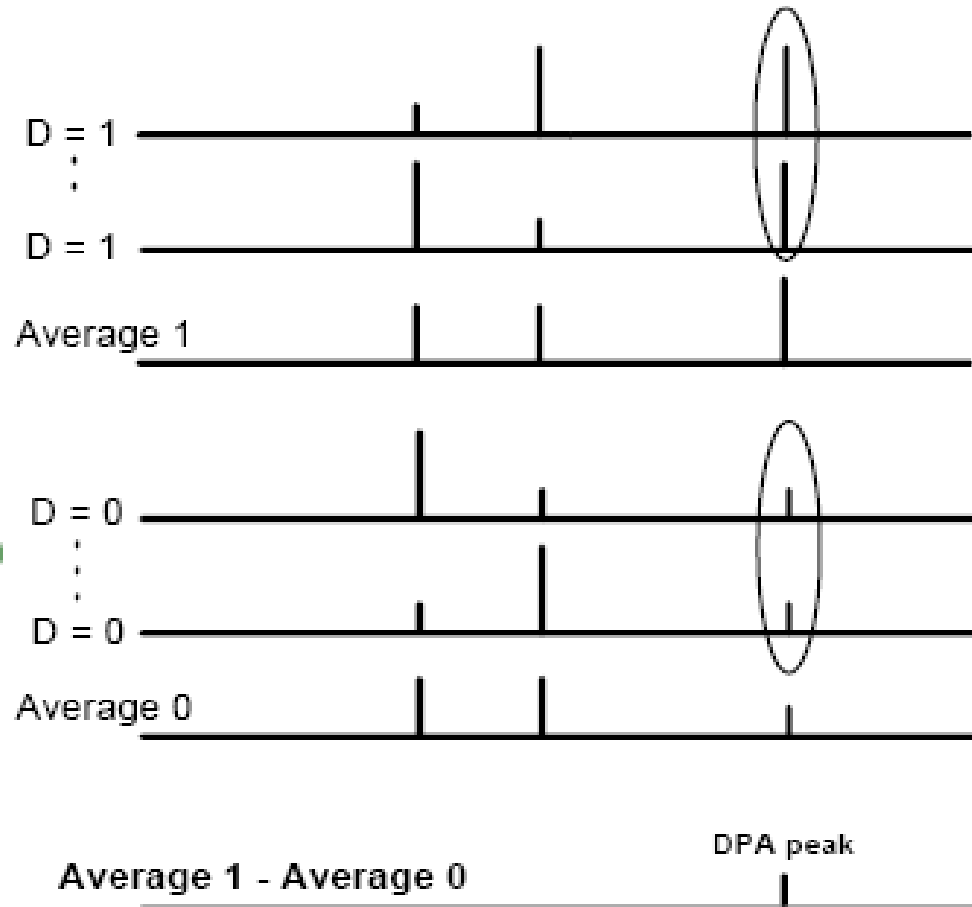 D = 1
D = 1
Average 1
D = 0
D = 0
Average 0
DPA peak
Average 1 - Average 0